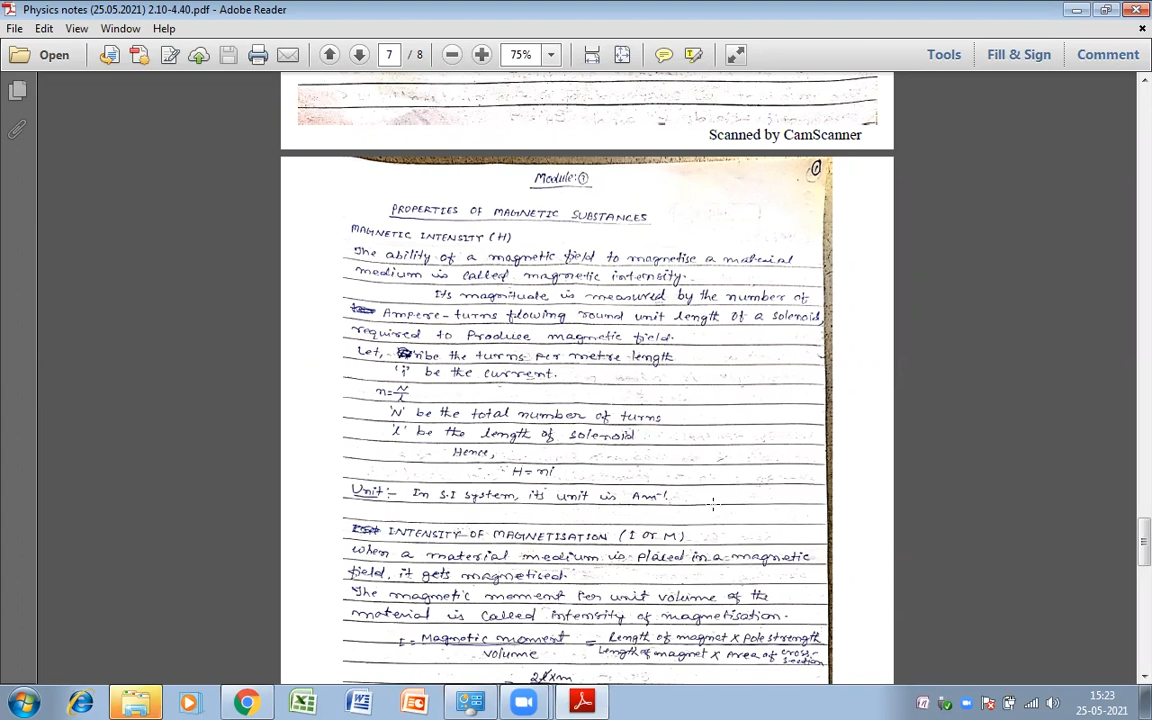 Physics notes (25.05.2021) 2.10-4.40.pdf - Adobe Reader
File Edit View Window Help
Open 7 / 8 75% Tools Fill & Sign Comment
Scanned by CamScanner
1
Module: 1
PROPERTIES OF MAGNETIC SUBSTANCES
MAGNETIC INTENSITY (H)
The ability of a magnetic field to magnetise a material
medium is called magnetic intensity.
Its magnitude is measured by the number of
Ampere-turns flowing round unit length of a solenoid,
required to Produce magnetic field.
Let, 'n' be the turns per metre length
'i' be the current.
n = N/l
'N' be the total number of turns
'l' be the length of solenoid
Hence,
H = ni
Unit:- In S.I system, its unit is Am⁻¹
INTENSITY OF MAGNETISATION (I or M)
when a material medium is placed in a magnetic
field, it gets magnetised.
The magnetic moment Per unit volume of the
material is called intensity of magnetisation.
I = Magnetic moment / volume = Length of magnet x Pole strength / Length of magnet x Area of cross-section
2l x m
15:23
25-05-2021